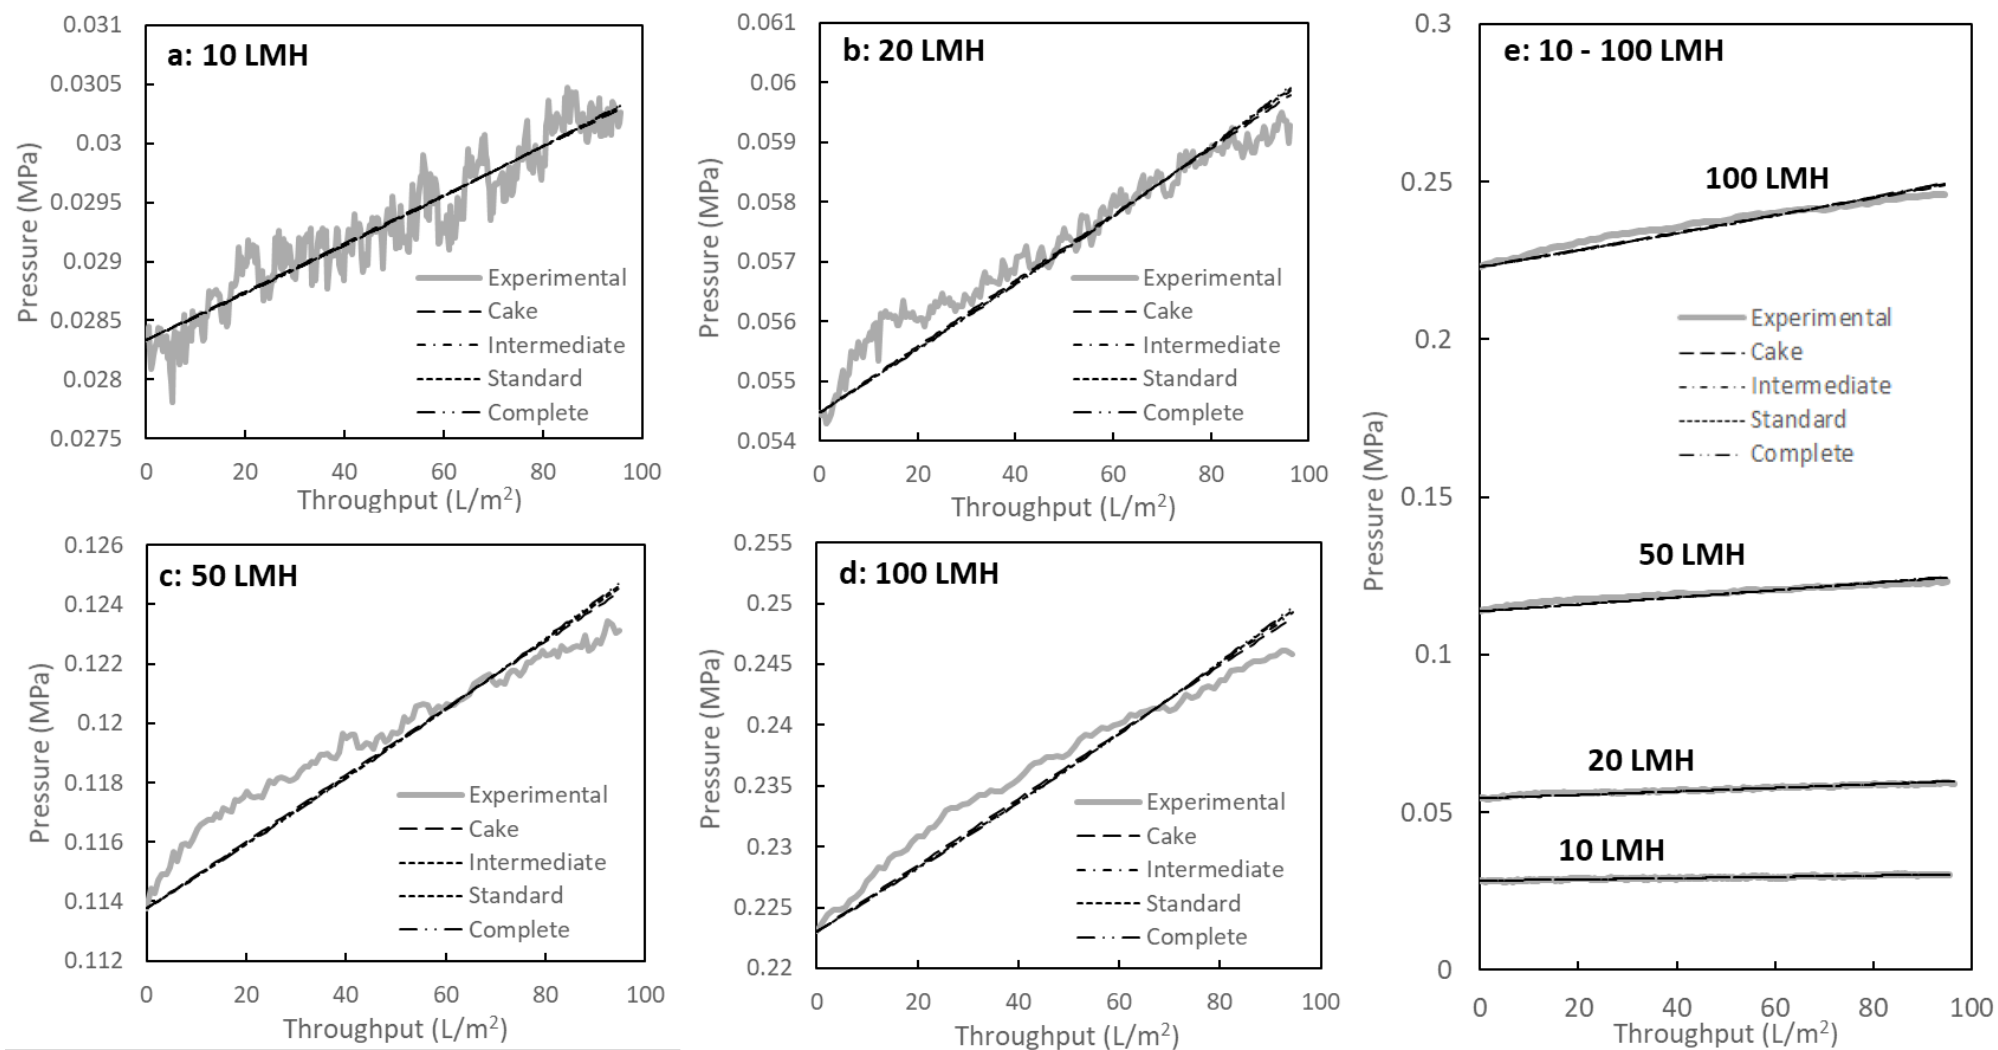 a: 10 LMH
0.031
0.0305
0.03
0.0295
0.029
0.0285
0.028
0.0275
Pressure (MPa)
Experimental
Cake
Intermediate
Standard
Complete
0 20 40 60 80 100
Throughput (L/m²)
b: 20 LMH
0.061
0.06
0.059
0.058
0.057
0.056
0.055
0.054
Pressure (MPa)
Experimental
Cake
Intermediate
Standard
Complete
0 20 40 60 80 100
Throughput (L/m²)
c: 50 LMH
0.126
0.124
0.122
0.12
0.118
0.116
0.114
0.112
Pressure (MPa)
Experimental
Cake
Intermediate
Standard
Complete
0 20 40 60 80 100
Throughput (L/m²)
d: 100 LMH
0.255
0.25
0.245
0.24
0.235
0.23
0.225
0.22
Pressure (MPa)
Experimental
Cake
Intermediate
Standard
Complete
0 20 40 60 80 100
Throughput (L/m²)
e: 10 - 100 LMH
0.3
0.25
0.2
0.15
0.1
0.05
0
Pressure (MPa)
100 LMH
Experimental
Cake
Intermediate
Standard
Complete
50 LMH
20 LMH
10 LMH
0 20 40 60 80 100
Throughput (L/m²)